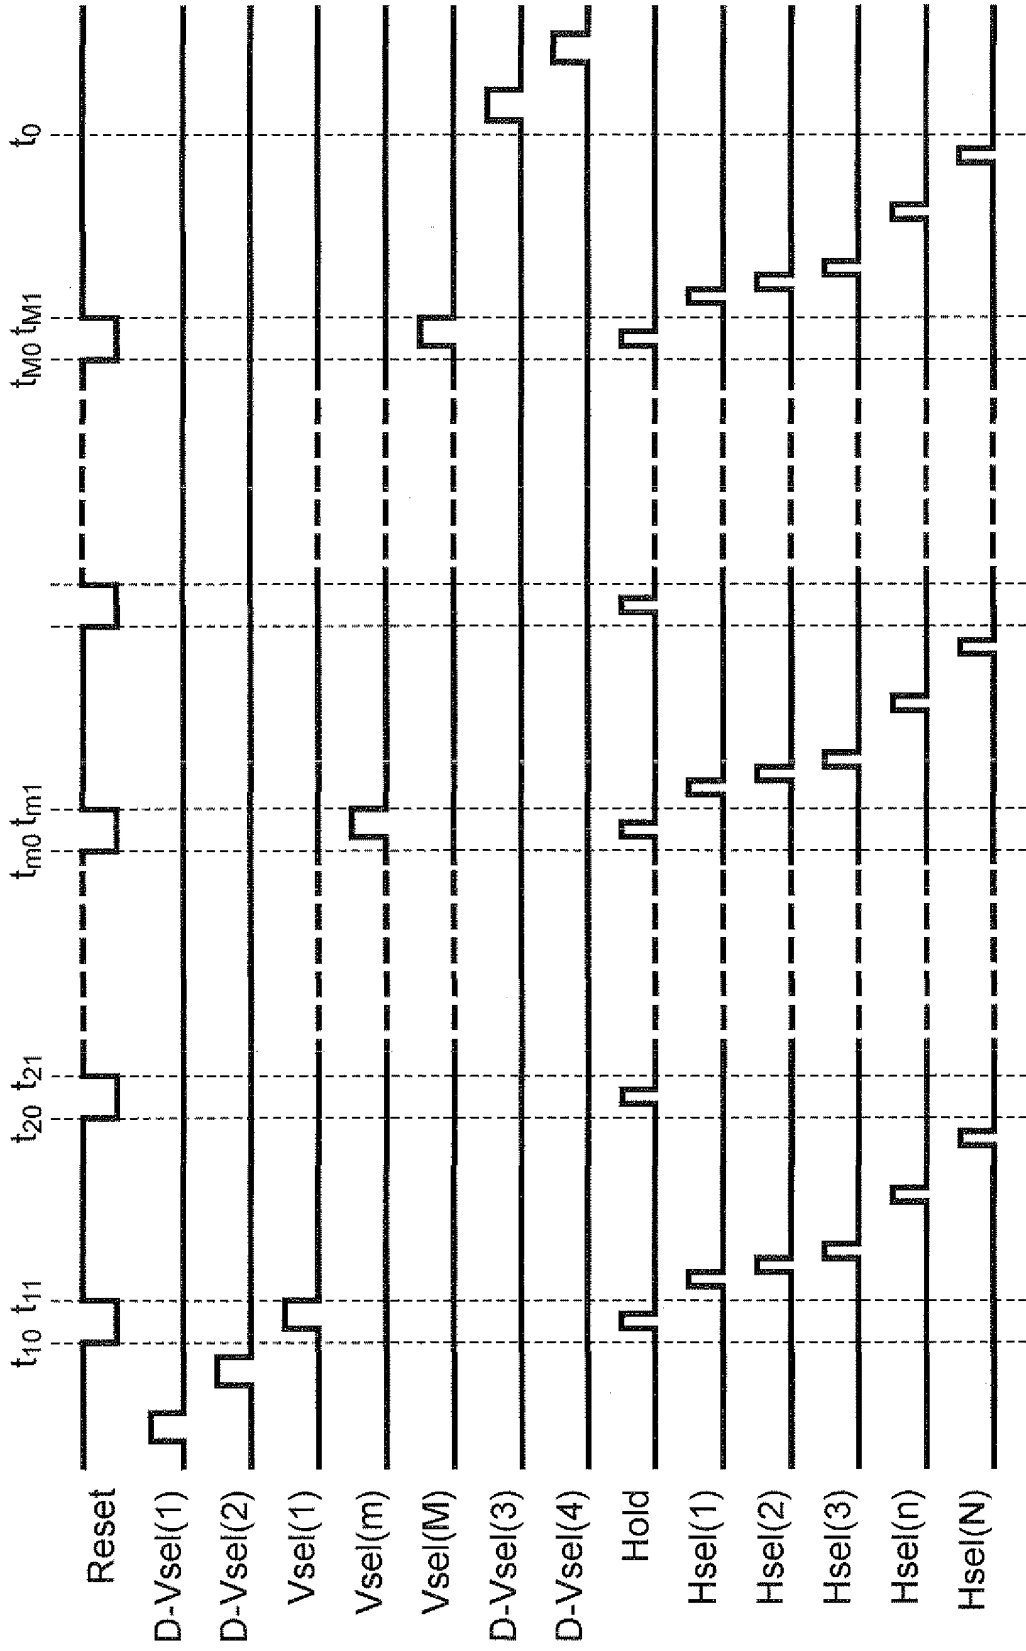 t10 t11
t20 t21
tm0 tm1
tM0 tM1
t0
Reset
D-Vsel(1)
D-Vsel(2)
Vsel(1)
Vsel(m)
Vsel(M)
D-Vsel(3)
D-Vsel(4)
Hold
Hsel(1)
Hsel(2)
Hsel(3)
Hsel(n)
Hsel(N)